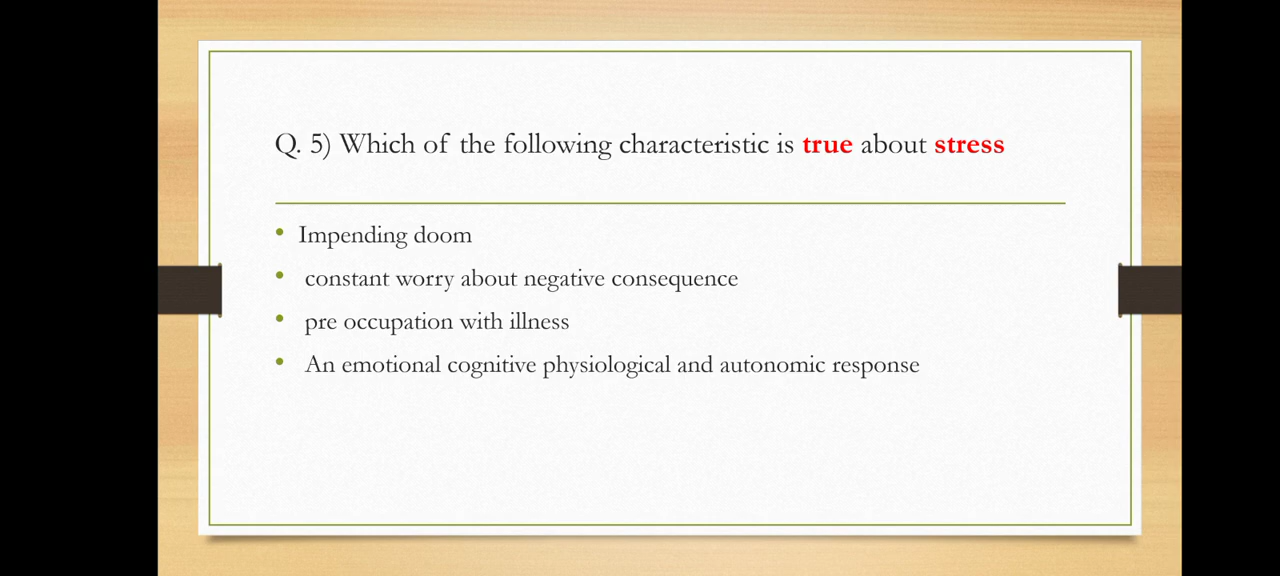 Q. 5) Which of the following characteristic is true about stress
• Impending doom
• constant worry about negative consequence
• pre occupation with illness
• An emotional cognitive physiological and autonomic response